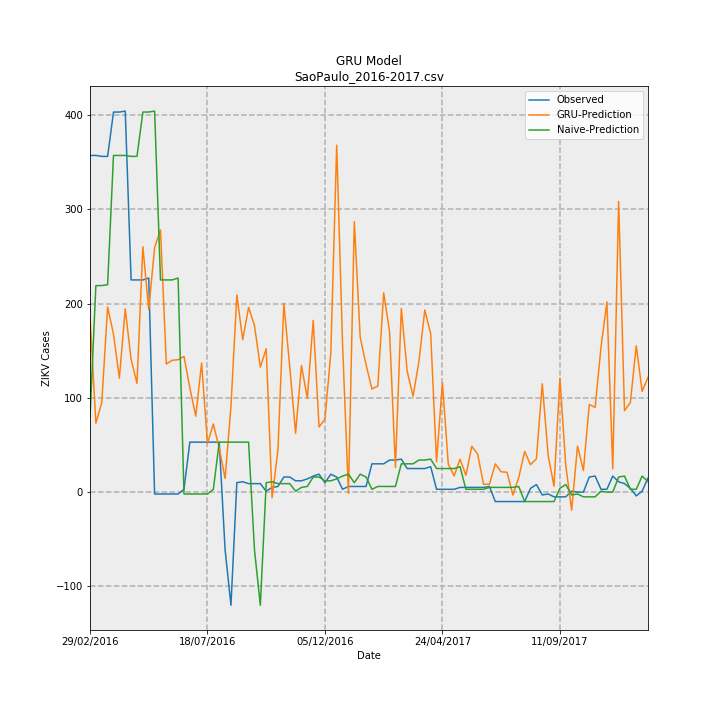 GRU Model
SaoPaulo_2016-2017.csv
Observed
GRU-Prediction
Naive-Prediction
ZIKV Cases
400
300
200
100
0
−100
29/02/2016
18/07/2016
05/12/2016
24/04/2017
11/09/2017
Date